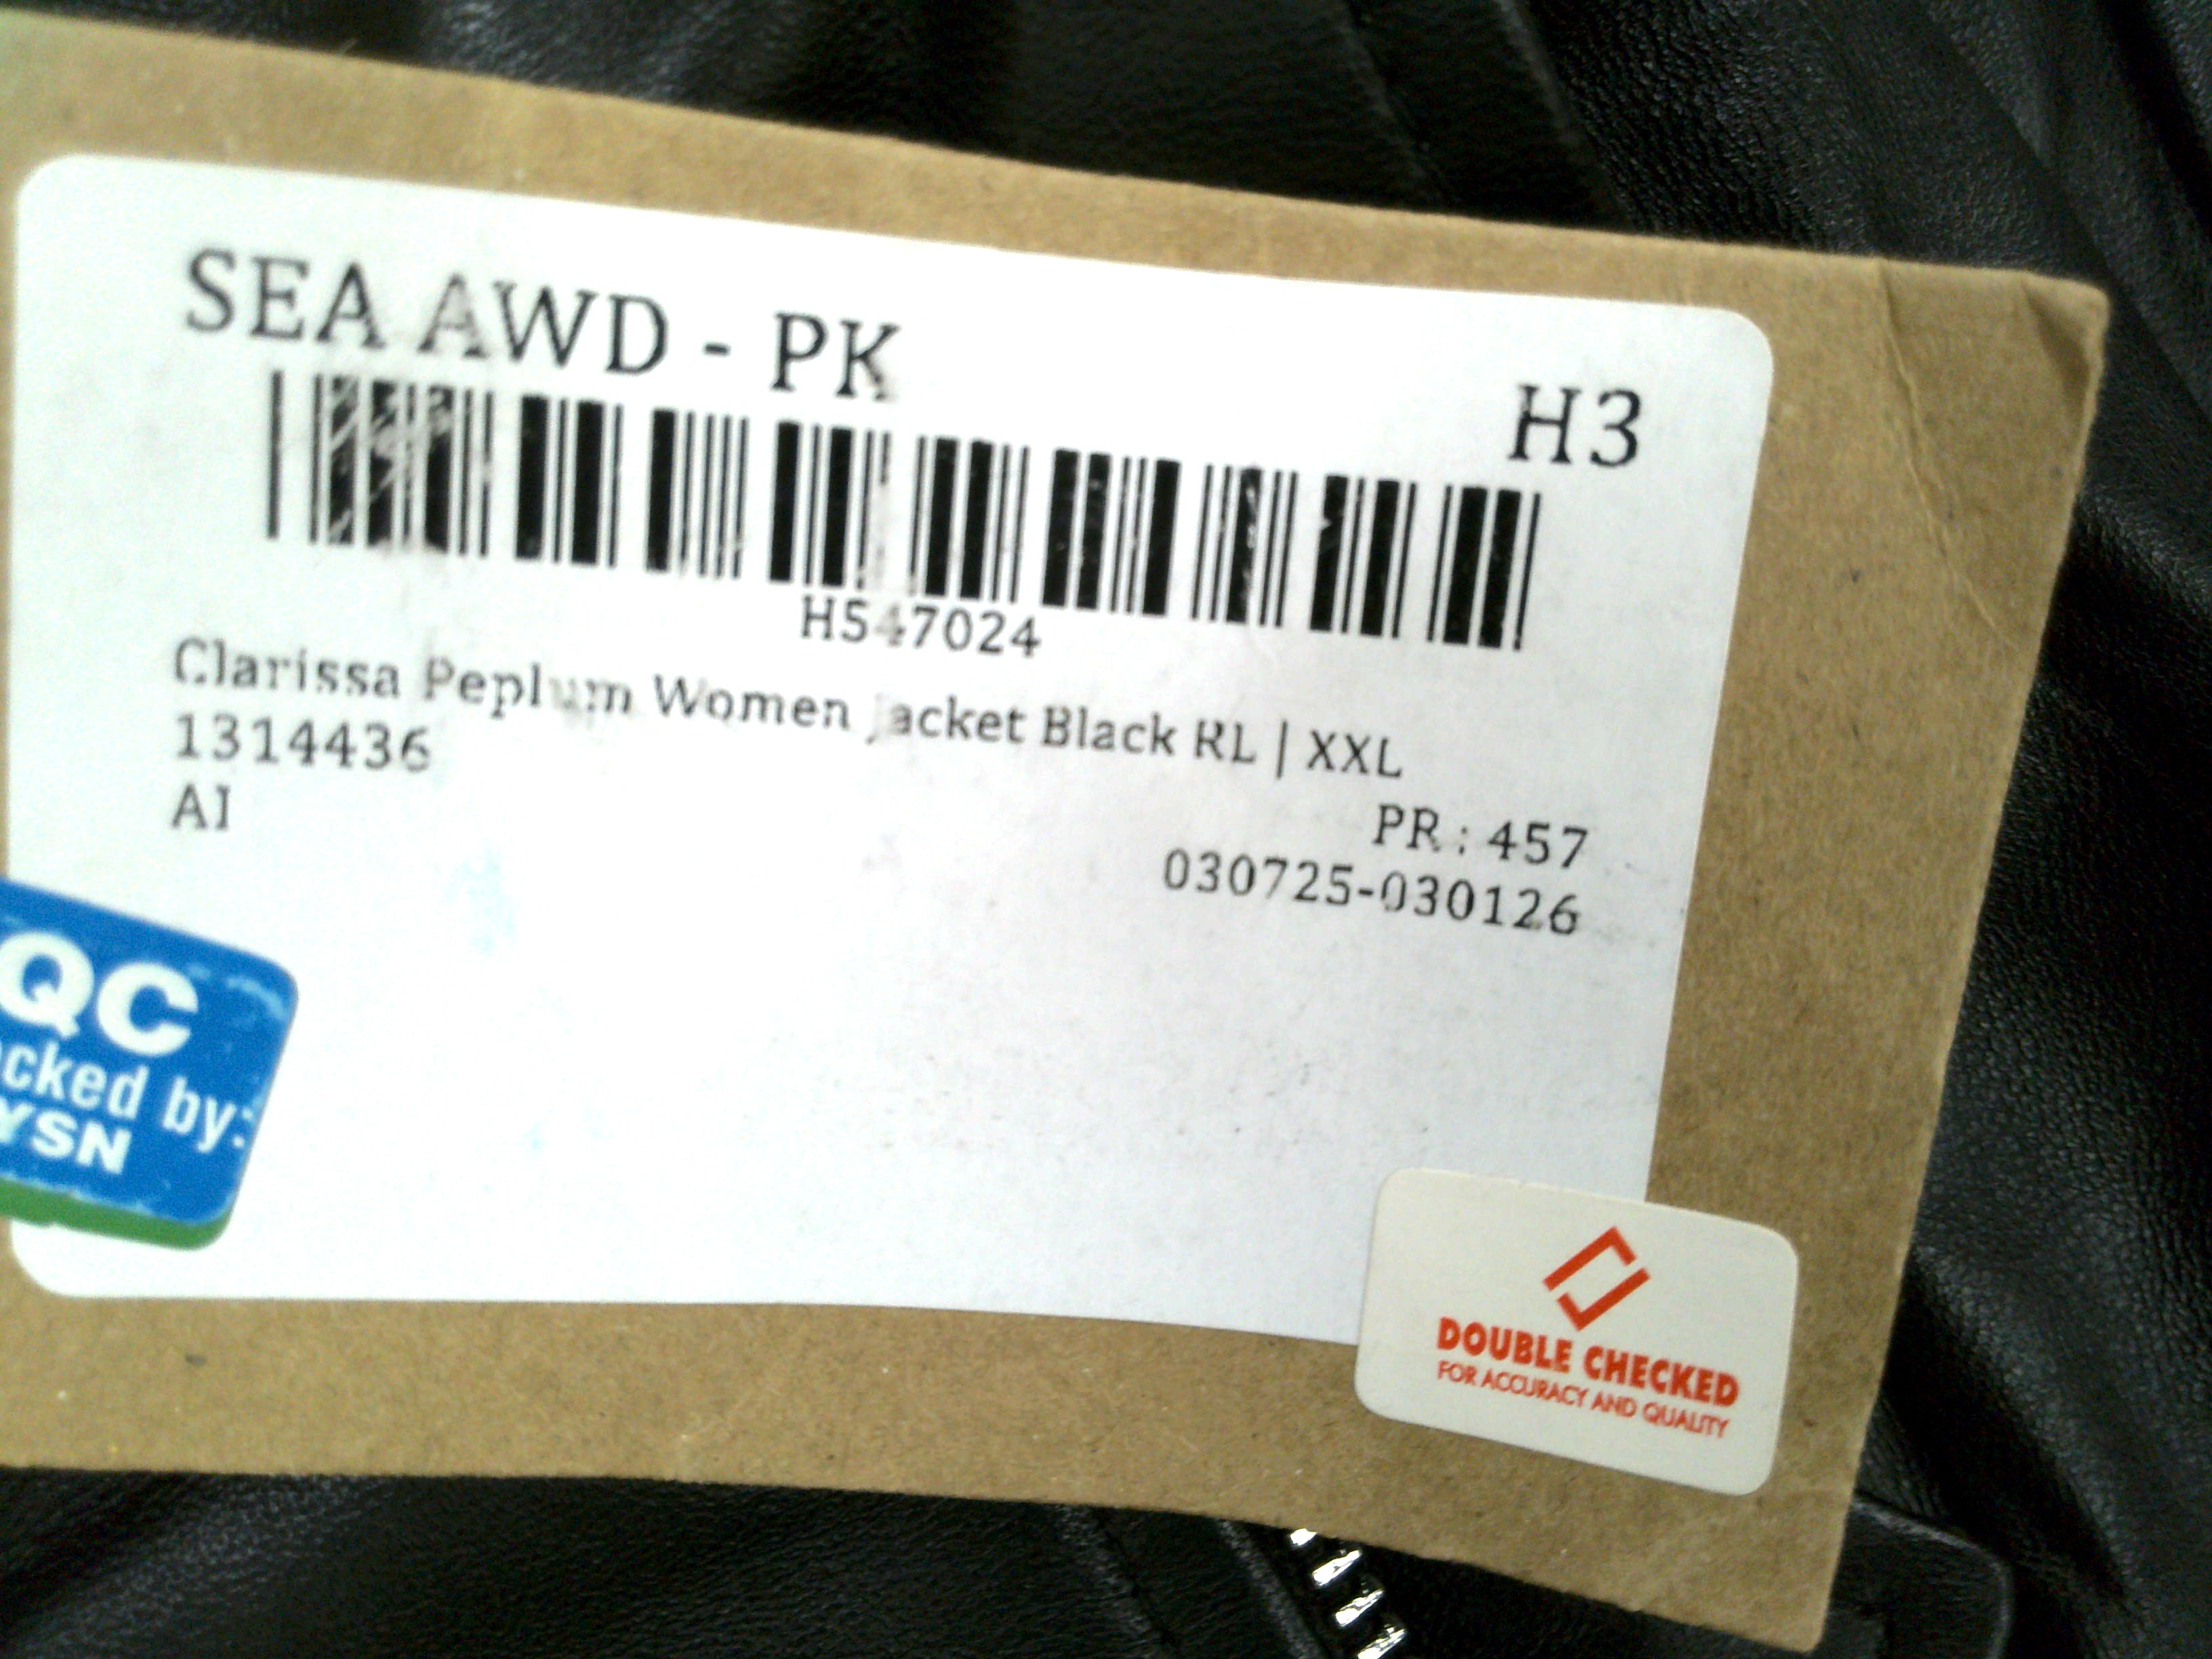 SEA AWD - PK
H3
H547024
Clarissa Peplum Women Jacket Black RL | XXL
1314436
AI
PR : 457
030725-030126
QC
cked by:
YSN
DOUBLE CHECKED
FOR ACCURACY AND QUALITY